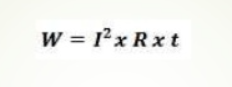 W = I² x R x t